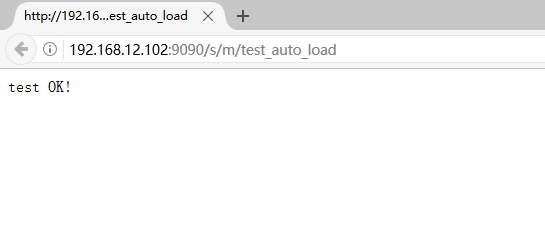 http://192.16...est_auto_load
192.168.12.102:9090/s/m/test_auto_load
test OK!